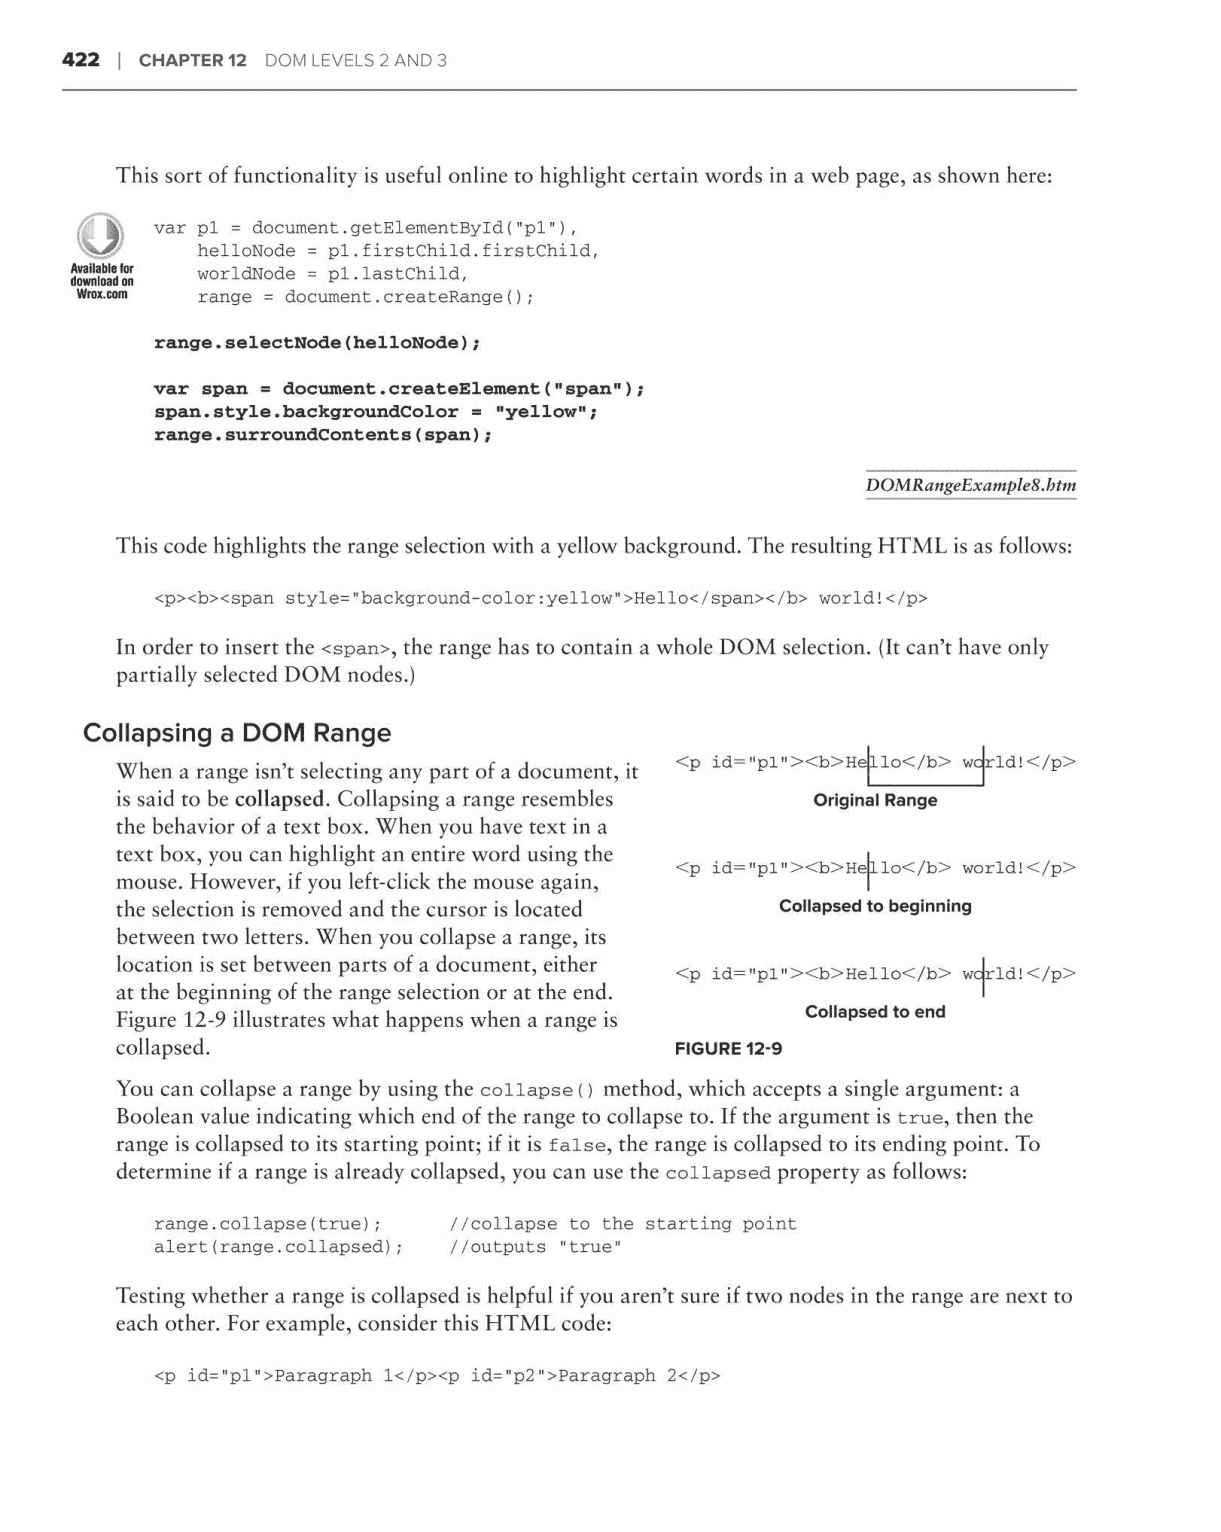 422 | CHAPTER 12 DOM LEVELS 2 AND 3
This sort of functionality is useful online to highlight certain words in a web page, as shown here:
Available for
download on
Wrox.com
var p1 = document.getElementById("p1"),
    helloNode = p1.firstChild.firstChild,
    worldNode = p1.lastChild,
    range = document.createRange();
range.selectNode(helloNode);
var span = document.createElement("span");
span.style.backgroundColor = "yellow";
range.surroundContents(span);
DOMRangeExample8.htm
This code highlights the range selection with a yellow background. The resulting HTML is as follows:
<p><b><span style="background-color:yellow">Hello</span></b> world!</p>
In order to insert the <span>, the range has to contain a whole DOM selection. (It can't have only
partially selected DOM nodes.)
Collapsing a DOM Range
When a range isn't selecting any part of a document, it
is said to be collapsed. Collapsing a range resembles
the behavior of a text box. When you have text in a
text box, you can highlight an entire word using the
mouse. However, if you left-click the mouse again,
the selection is removed and the cursor is located
between two letters. When you collapse a range, its
location is set between parts of a document, either
at the beginning of the range selection or at the end.
Figure 12-9 illustrates what happens when a range is
collapsed.
<p id="p1"><b>Hello</b> world!</p>
Original Range
<p id="p1"><b>Hello</b> world!</p>
Collapsed to beginning
<p id="p1"><b>Hello</b> world!</p>
Collapsed to end
FIGURE 12-9
You can collapse a range by using the collapse() method, which accepts a single argument: a
Boolean value indicating which end of the range to collapse to. If the argument is true, then the
range is collapsed to its starting point; if it is false, the range is collapsed to its ending point. To
determine if a range is already collapsed, you can use the collapsed property as follows:
range.collapse(true);      //collapse to the starting point
alert(range.collapsed);    //outputs "true"
Testing whether a range is collapsed is helpful if you aren't sure if two nodes in the range are next to
each other. For example, consider this HTML code:
<p id="p1">Paragraph 1</p><p id="p2">Paragraph 2</p>